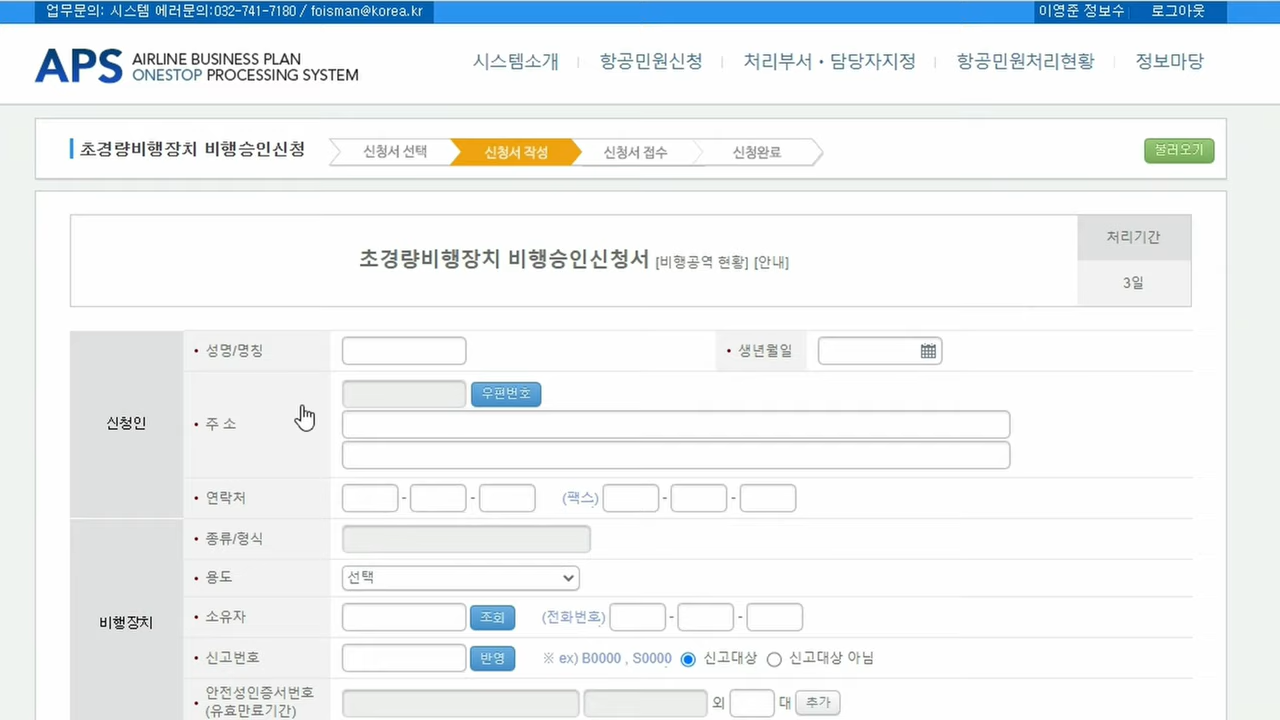 업무문의: 시스템 에러문의:032-741-7180 / foisman@korea.kr
이영준 정보수 로그아웃
APS AIRLINE BUSINESS PLAN
ONESTOP PROCESSING SYSTEM
시스템소개 항공민원신청 처리부서・담당자지정 항공민원처리현황 정보마당
초경량비행장치 비행승인신청 신청서 선택 신청서 작성 신청서 접수 신청완료 불러오기
초경량비행장치 비행승인신청서 [비행공역 현황] [안내]
처리기간
3일
신청인
• 성명/명칭 • 생년월일
• 주 소 우편번호
• 연락처 - - (팩스) - -
비행장치
• 종류/형식
• 용도 선택
• 소유자 조회 (전화번호) - -
• 신고번호 반영 ※ ex) B0000 , S0000 신고대상 신고대상 아님
• 안전성인증서번호
(유효만료기간) 외 대 추가